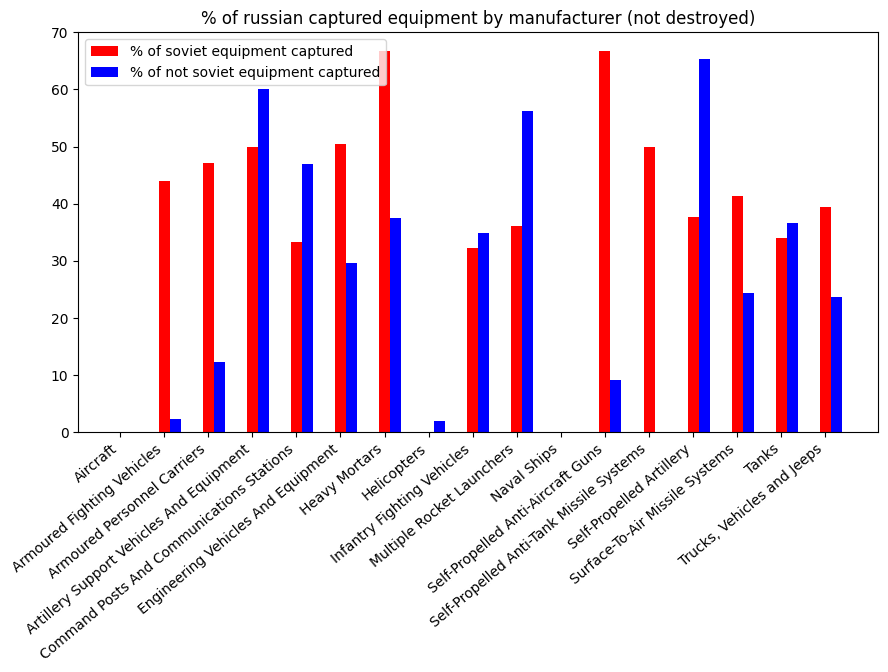 % of russian captured equipment by manufacturer (not destroyed)
% of soviet equipment captured
% of not soviet equipment captured
70
60
50
40
30
20
10
0
Aircraft
Armoured Fighting Vehicles
Armoured Personnel Carriers
Artillery Support Vehicles And Equipment
Command Posts And Communications Stations
Engineering Vehicles And Equipment
Heavy Mortars
Helicopters
Infantry Fighting Vehicles
Multiple Rocket Launchers
Naval Ships
Self-Propelled Anti-Aircraft Guns
Self-Propelled Anti-Tank Missile Systems
Self-Propelled Artillery
Surface-To-Air Missile Systems
Tanks
Trucks, Vehicles and Jeeps